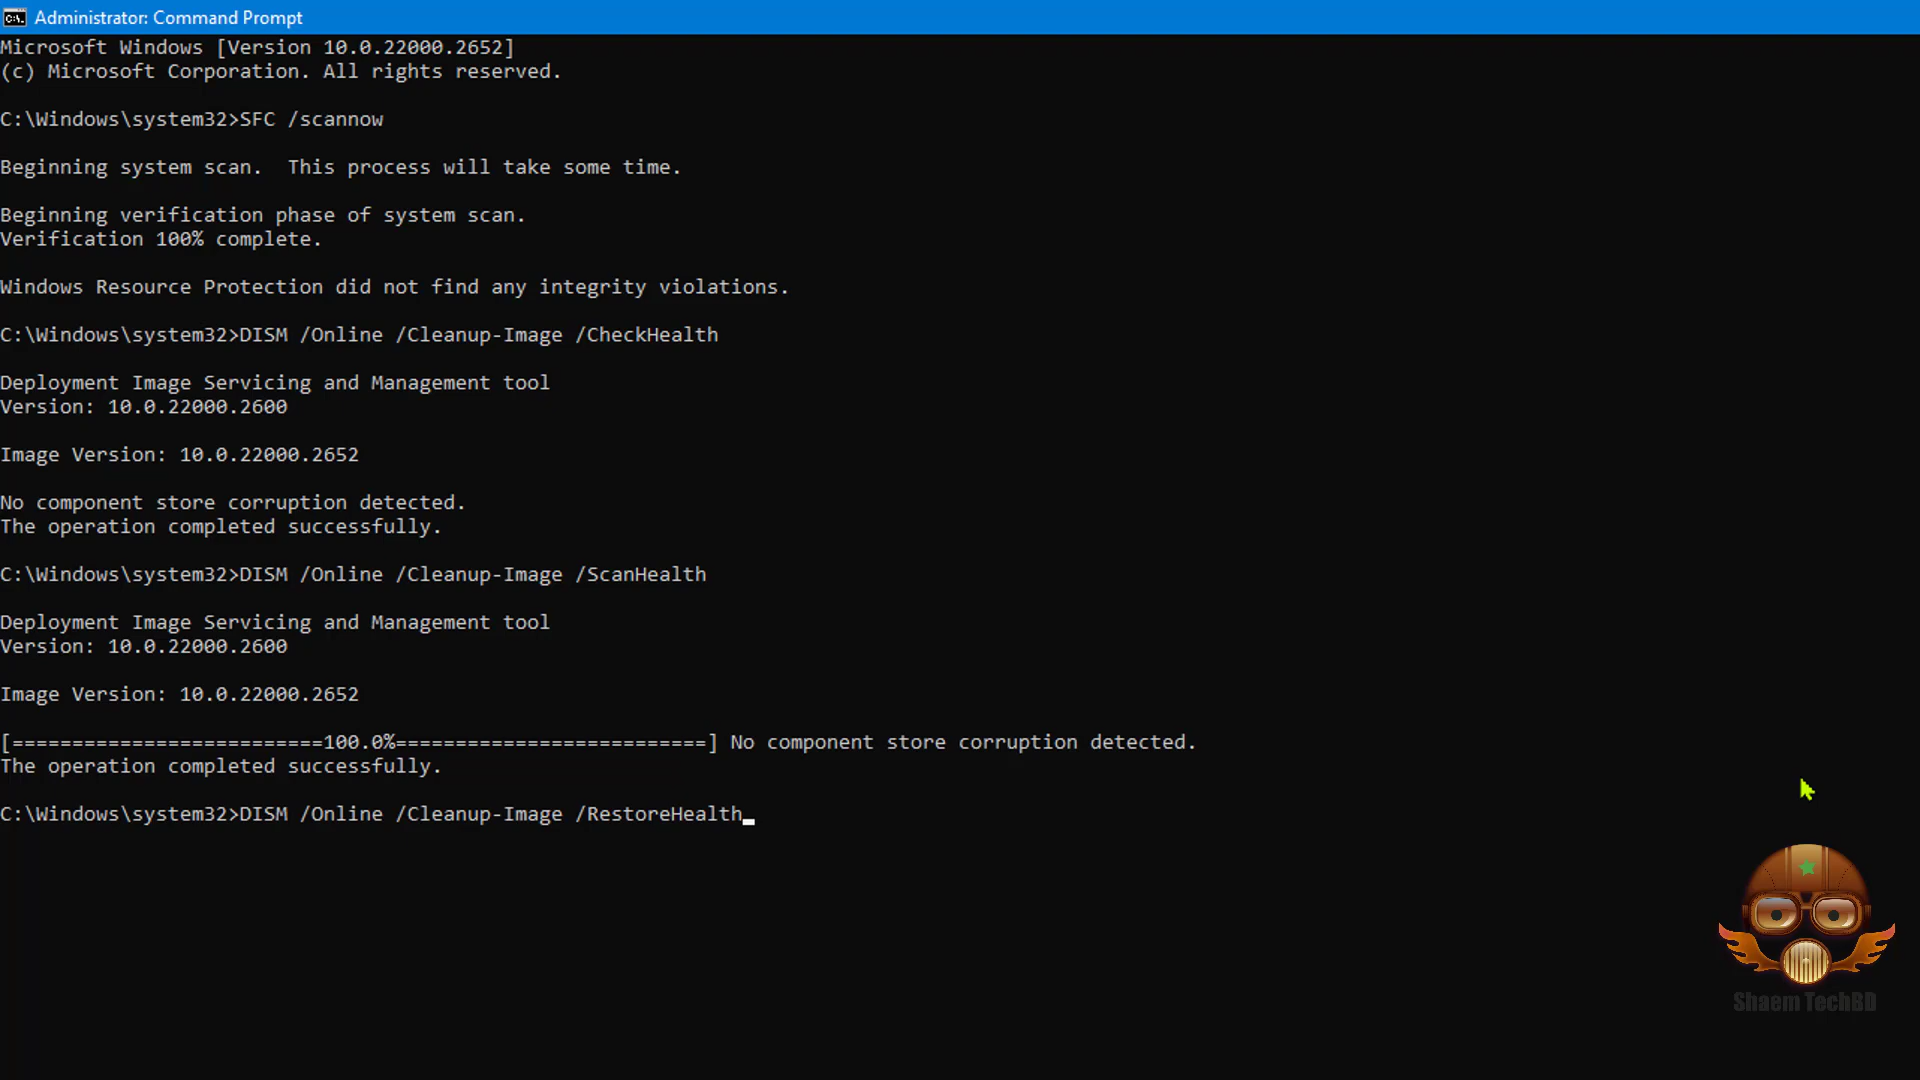 Administrator: Command Prompt
Microsoft Windows [Version 10.0.22000.2652]
(c) Microsoft Corporation. All rights reserved.
C:\Windows\system32>SFC /scannow
Beginning system scan.  This process will take some time.
Beginning verification phase of system scan.
Verification 100% complete.
Windows Resource Protection did not find any integrity violations.
C:\Windows\system32>DISM /Online /Cleanup-Image /CheckHealth
Deployment Image Servicing and Management tool
Version: 10.0.22000.2600
Image Version: 10.0.22000.2652
No component store corruption detected.
The operation completed successfully.
C:\Windows\system32>DISM /Online /Cleanup-Image /ScanHealth
Deployment Image Servicing and Management tool
Version: 10.0.22000.2600
Image Version: 10.0.22000.2652
[==========================100.0%==========================] No component store corruption detected.
The operation completed successfully.
C:\Windows\system32>DISM /Online /Cleanup-Image /RestoreHealth
Shaem TechBD